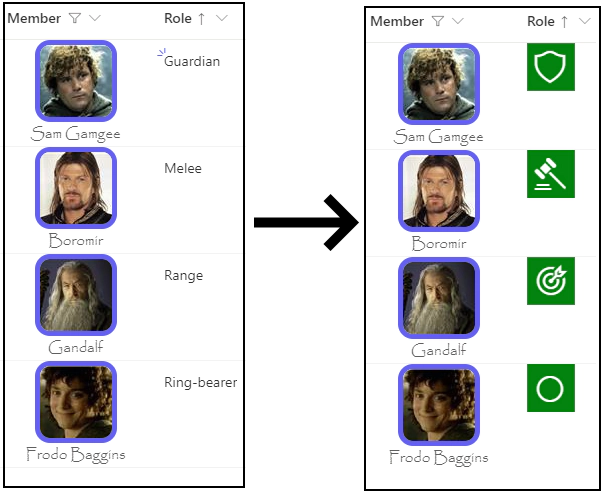 Member Role
Guardian
Sam Gamgee
Melee
Boromir
Range
Gandalf
Ring-bearer
Frodo Baggins
Member Role
Sam Gamgee
Boromir
Gandalf
Frodo Baggins